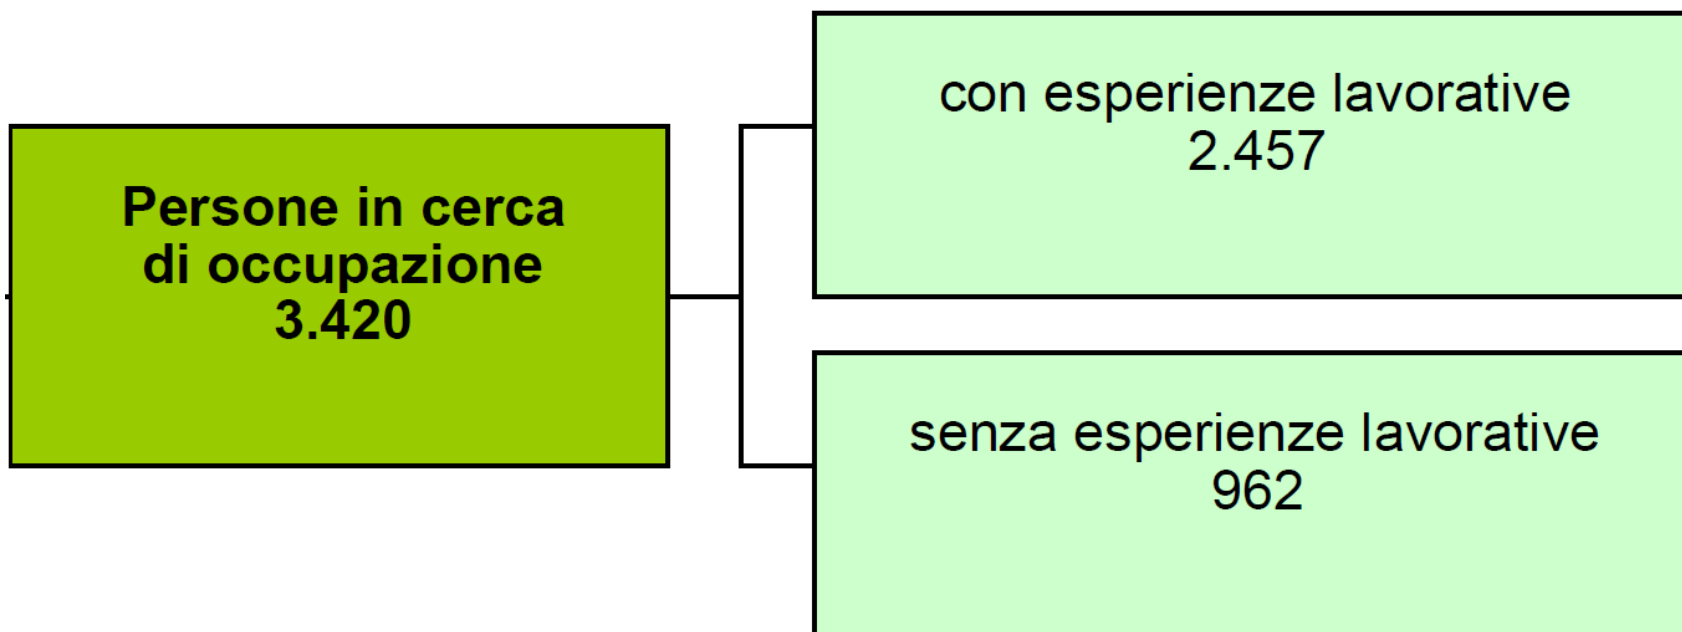 Persone in cerca
di occupazione
3.420
con esperienze lavorative
2.457
senza esperienze lavorative
962